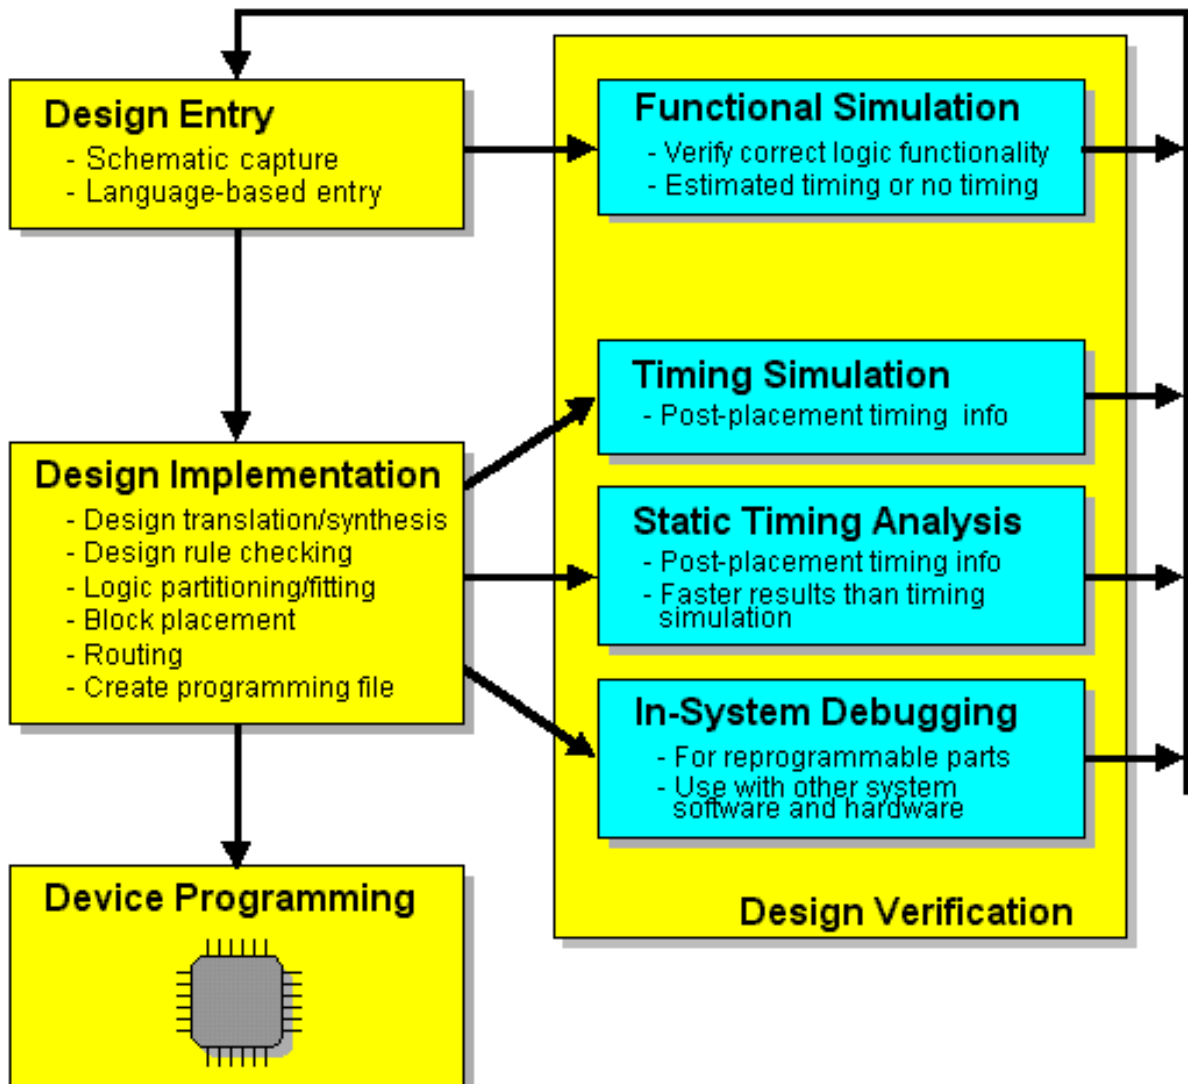 Design Entry
- Schematic capture
- Language-based entry
Functional Simulation
- Verify correct logic functionality
- Estimated timing or no timing
Timing Simulation
- Post-placement timing info
Design Implementation
- Design translation/synthesis
- Design rule checking
- Logic partitioning/fitting
- Block placement
- Routing
- Create programming file
Static Timing Analysis
- Post-placement timing info
- Faster results than timing
simulation
In-System Debugging
- For reprogrammable parts
- Use with other system
software and hardware
Design Verification
Device Programming